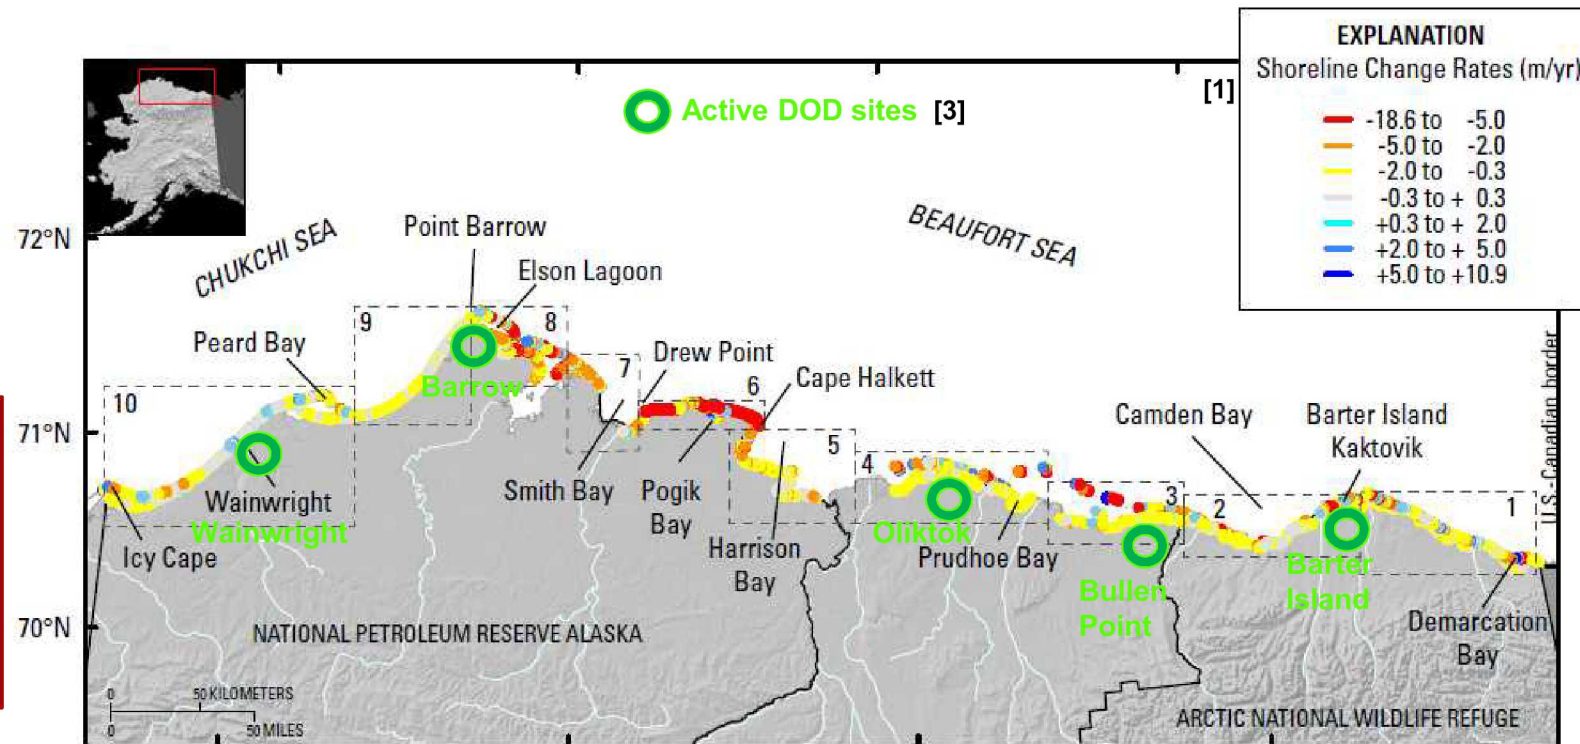 EXPLANATION
Shoreline Change Rates (m/yr)
-18.6 to -5.0
-5.0 to -2.0
-2.0 to -0.3
-0.3 to + 0.3
+0.3 to + 2.0
+2.0 to + 5.0
+5.0 to +10.9
[1]
Active DOD sites [3]
72°N
71°N
70°N
CHUKCHI SEA
BEAUFORT SEA
Point Barrow
Elson Lagoon
Peard Bay
9
8
Barrow
7
Drew Point
6
Cape Halkett
10
Camden Bay
Barter Island
Kaktovik
U.S.-Canadian border
5
4
3
2
1
Wainwright
Wainwright
Icy Cape
Smith Bay
Pogik
Bay
Harrison
Bay
Oliktok
Prudhoe Bay
Bullen
Point
Barter
Island
Demarcation
Bay
NATIONAL PETROLEUM RESERVE ALASKA
ARCTIC NATIONAL WILDLIFE REFUGE
0 50 KILOMETERS
0 50 MILES